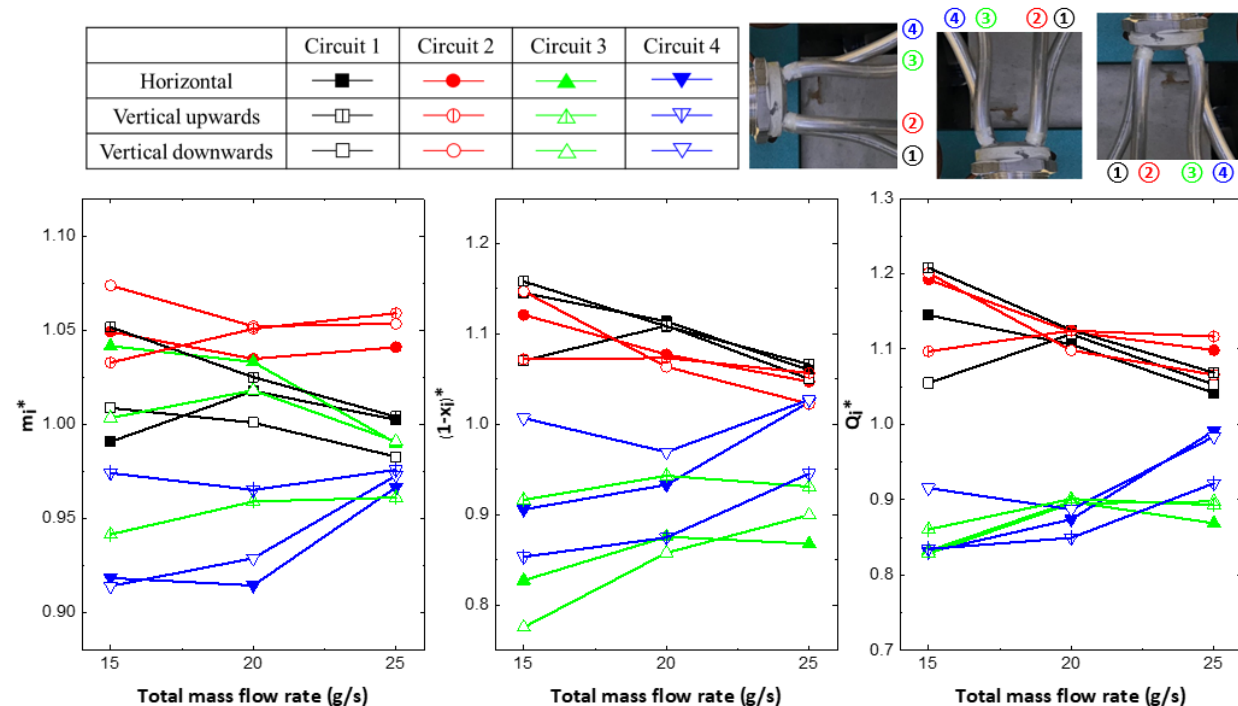 Circuit 1 Circuit 2 Circuit 3 Circuit 4
Horizontal
Vertical upwards
Vertical downwards
④
③
②
①
④ ③ ② ①
① ② ③ ④
1.10
1.05
1.00
0.95
0.90
mi*
15 20 25
Total mass flow rate (g/s)
1.2
1.1
1.0
0.9
0.8
(1-xi)*
15 20 25
Total mass flow rate (g/s)
1.3
1.2
1.1
1.0
0.9
0.8
0.7
Qi*
15 20 25
Total mass flow rate (g/s)